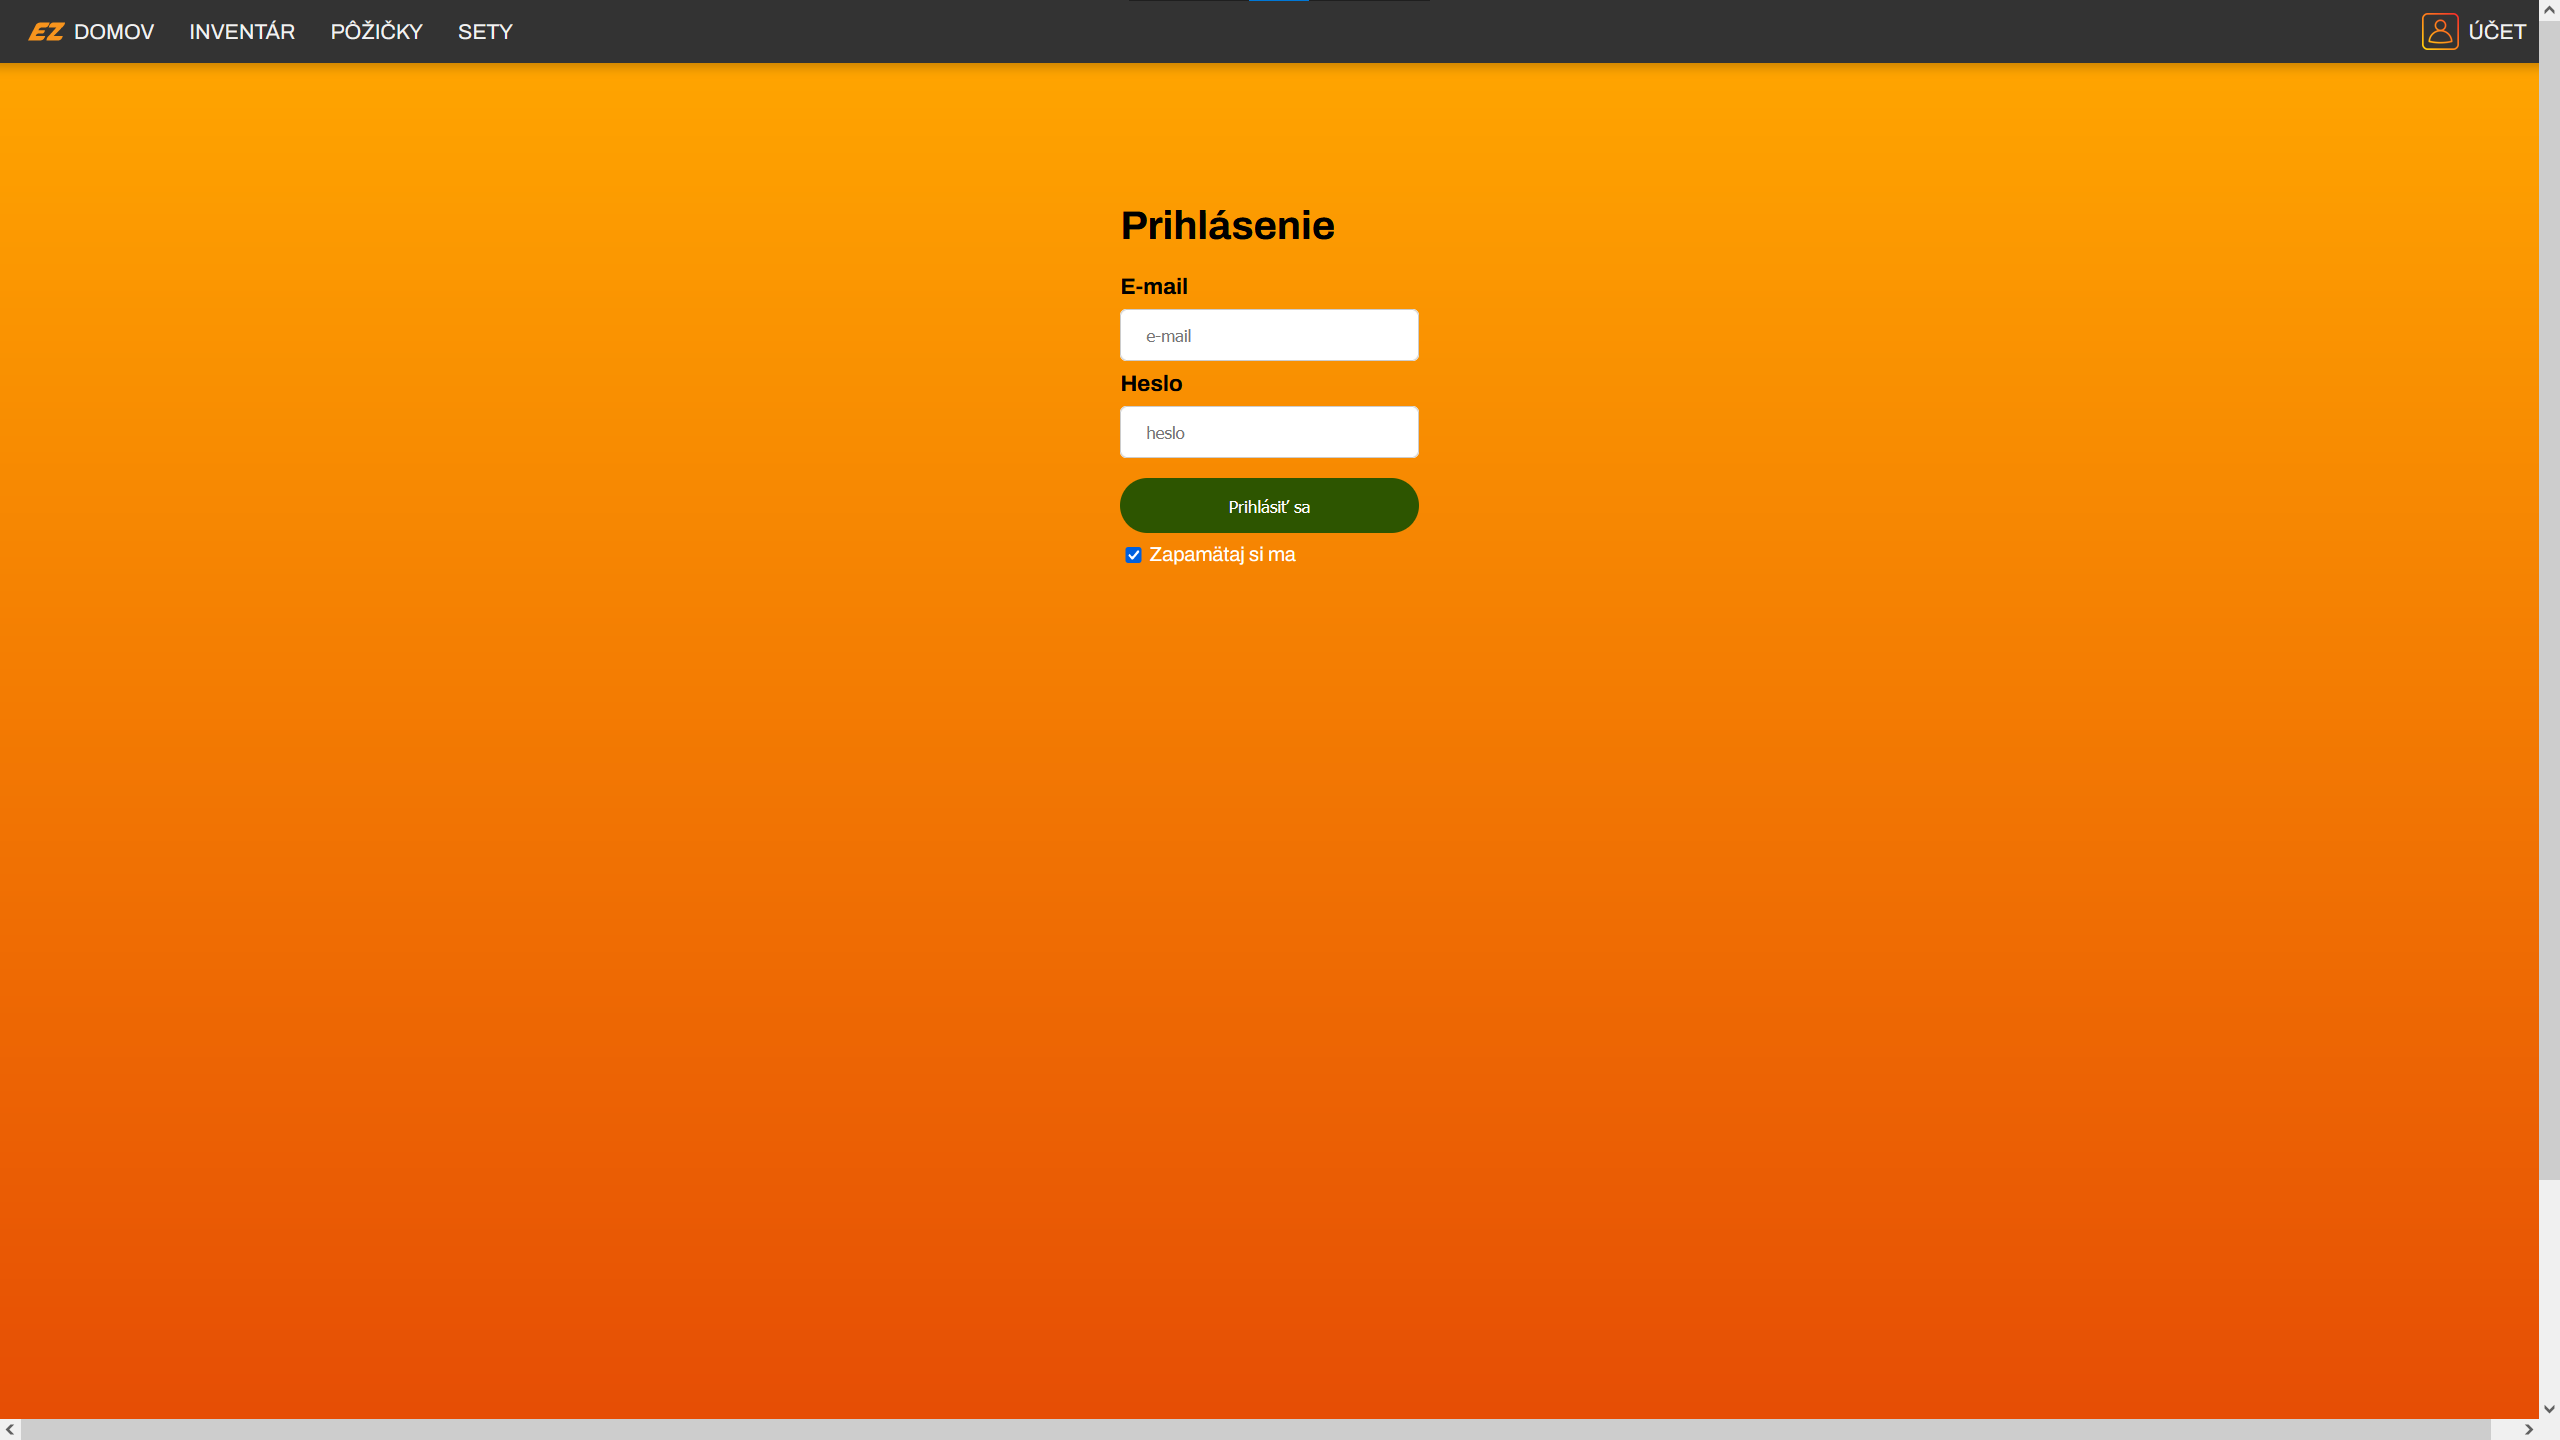 EZ DOMOV INVENTÁR PÔŽIČKY SETY ÚČET
Prihlásenie
E-mail
e-mail
Heslo
heslo
Prihlásiť sa
Zapamätaj si ma